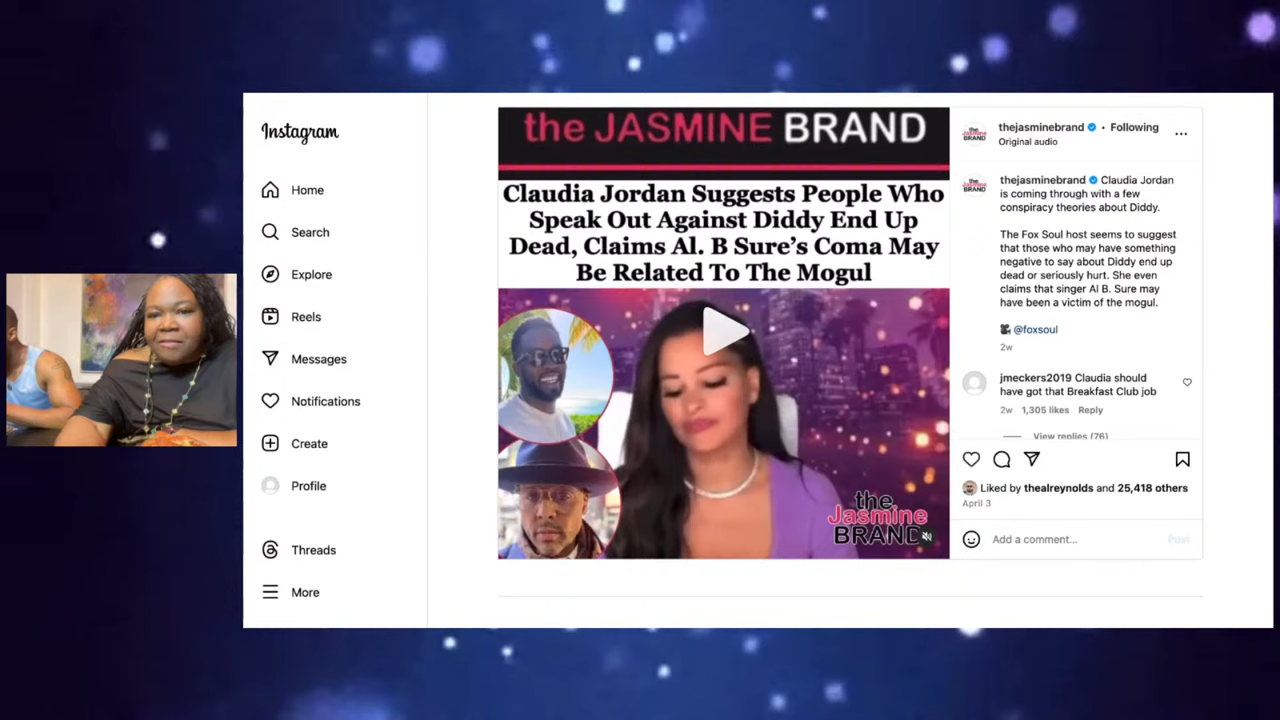 Instagram
Home
Search
Explore
Reels
Messages
Notifications
Create
Profile
Threads
More
the JASMINE BRAND
Claudia Jordan Suggests People Who
Speak Out Against Diddy End Up
Dead, Claims Al. B Sure's Coma May
Be Related To The Mogul
the
Jasmine
BRAND
the
JASMINE
BRAND
thejasminebrand • Following
Original audio
the
JASMINE
BRAND
thejasminebrand Claudia Jordan
is coming through with a few
conspiracy theories about Diddy.
The Fox Soul host seems to suggest
that those who may have something
negative to say about Diddy end up
dead or seriously hurt. She even
claims that singer Al B. Sure may
have been a victim of the mogul.
@foxsoul
2w
jmeckers2019 Claudia should
have got that Breakfast Club job
2w 1,305 likes Reply
View replies (76)
Liked by thealreynolds and 25,418 others
April 3
Add a comment...
Post